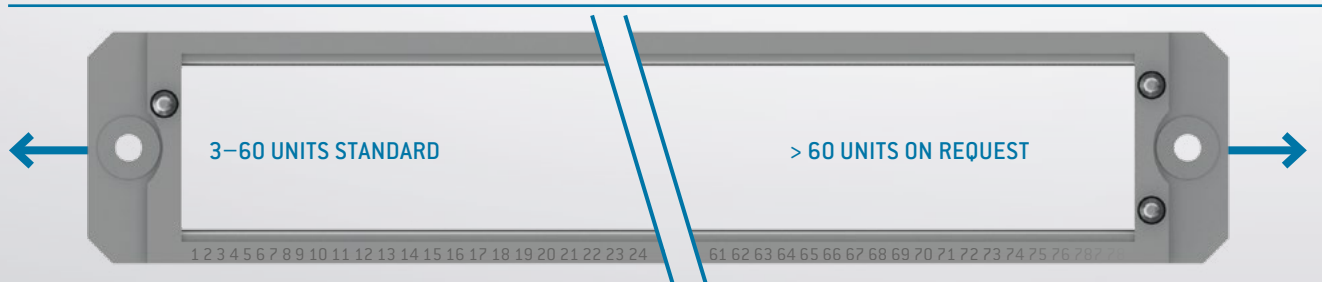 3–60 UNITS STANDARD
> 60 UNITS ON REQUEST
1 2 3 4 5 6 7 8 9 10 11 12 13 14 15 16 17 18 19 20 21 22 23 24
61 62 63 64 65 66 67 68 69 70 71 72 73 74 75 76